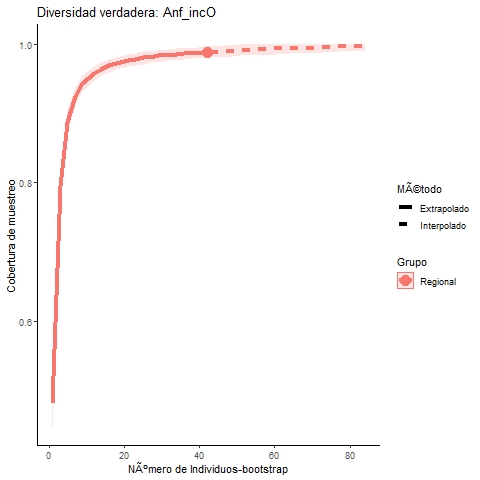 Diversidad verdadera: Anf_incO
1.0
0.8
0.6
Cobertura de muestreo
0
20
40
60
80
NÃºmero de Individuos-bootstrap
MÃ©todo
Extrapolado
Interpolado
Grupo
Regional